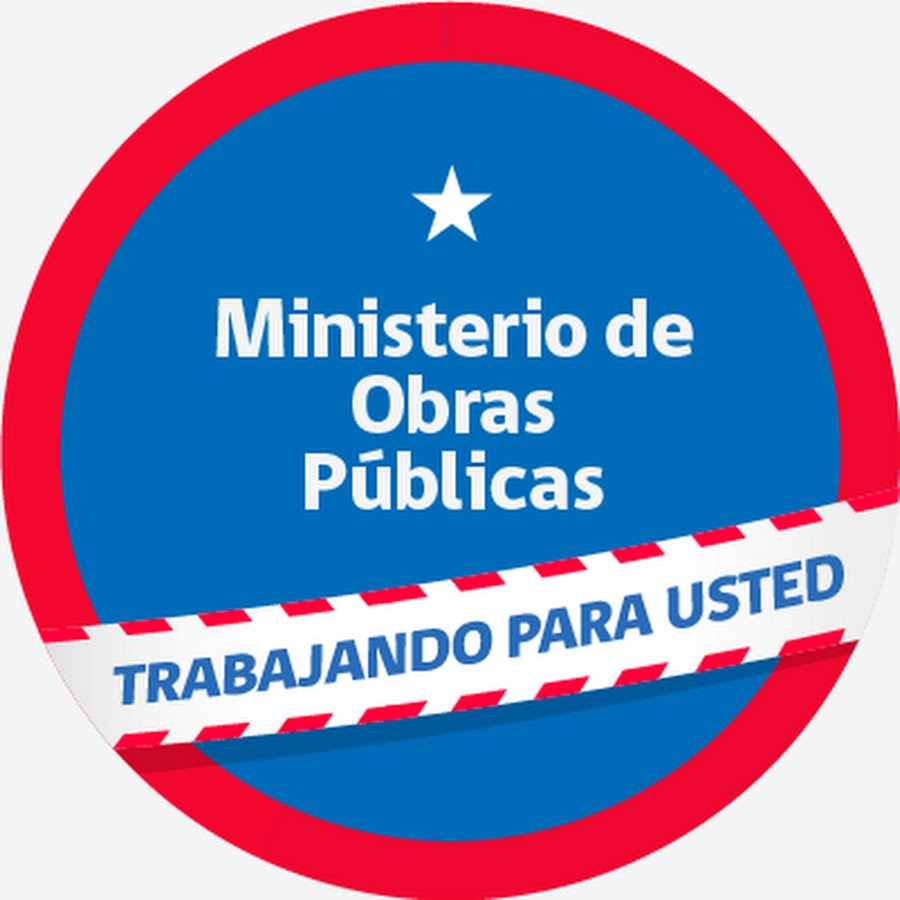 Ministerio de
Obras
Públicas
TRABAJANDO PARA USTED